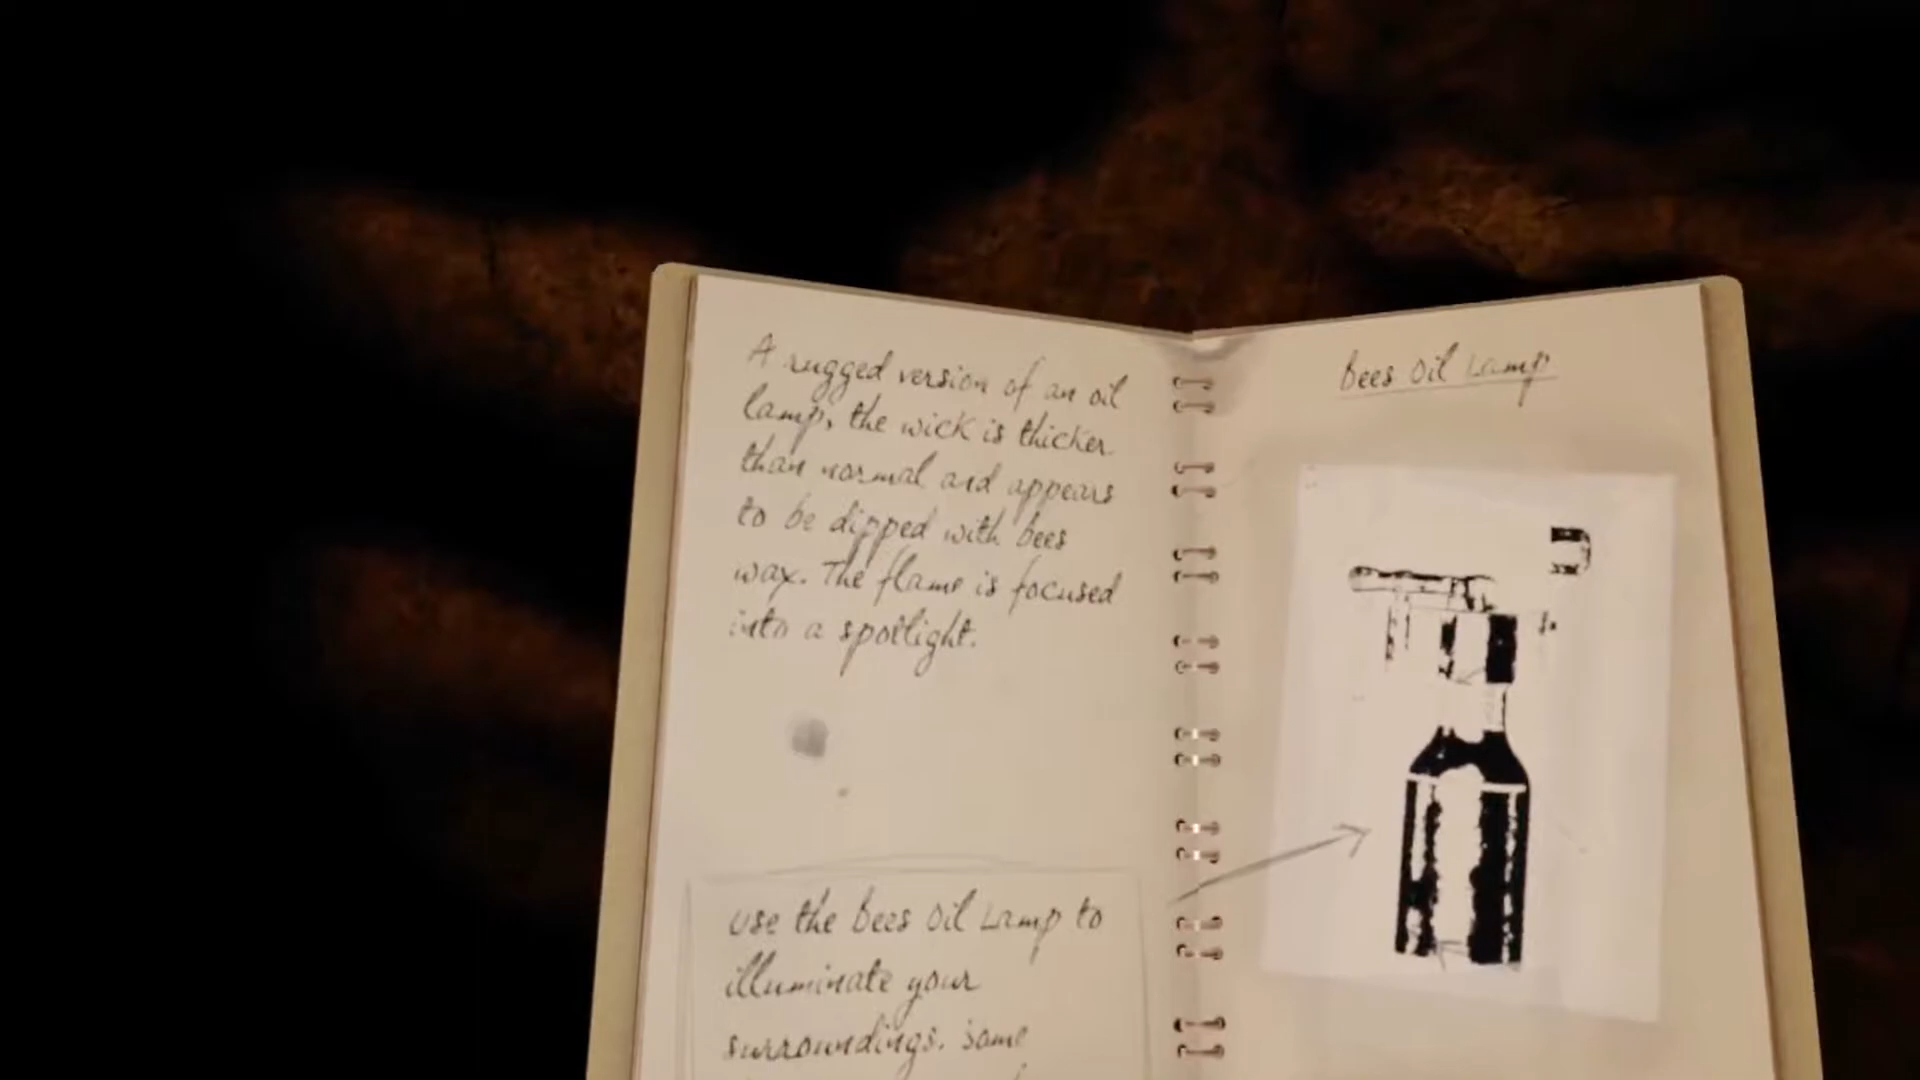 A rugged version of an oil
lamp, the wick is thicker
than normal and appears
to be dipped with bees
wax. The flame is focused
into a spotlight.
Use the Bees Oil Lamp to
illuminate your
surroundings. Some
Bees Oil Lamp